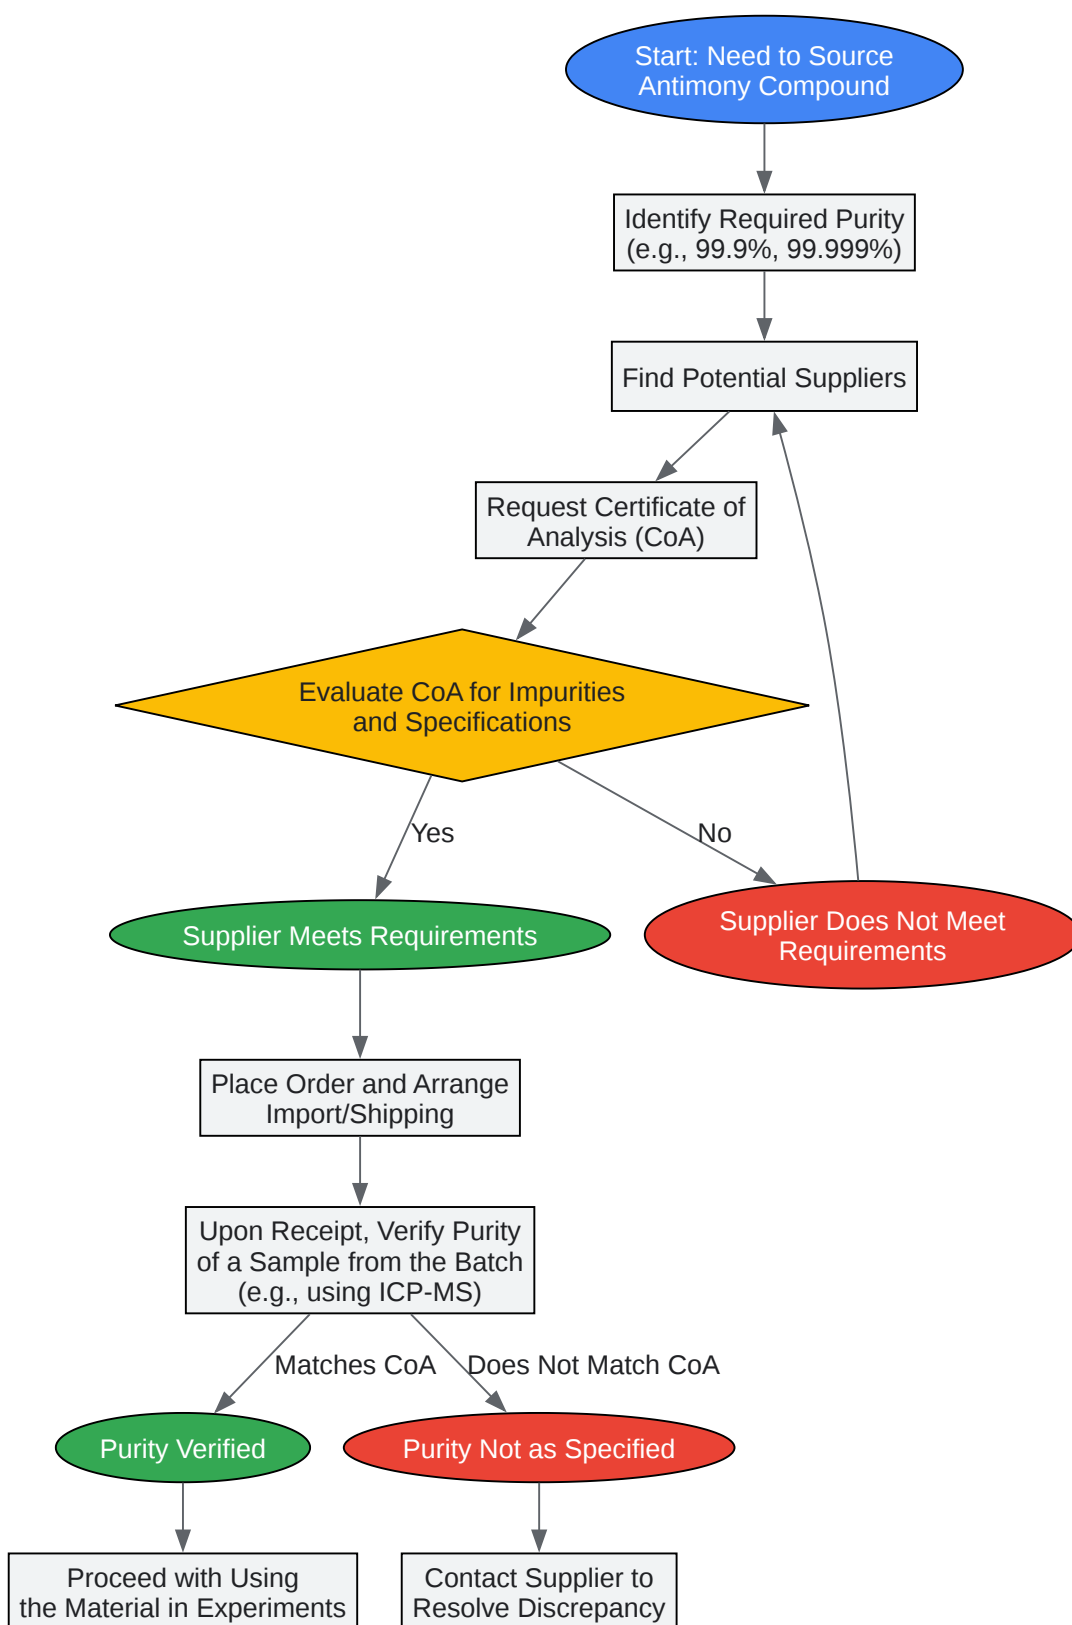 Start: Need to Source
Antimony Compound
Identify Required Purity
(e.g., 99.9%, 99.999%)
Find Potential Suppliers
Request Certificate of
Analysis (CoA)
Evaluate CoA for Impurities
and Specifications
Yes
No
Supplier Meets Requirements
Supplier Does Not Meet
Requirements
Place Order and Arrange
Import/Shipping
Upon Receipt, Verify Purity
of a Sample from the Batch
(e.g., using ICP-MS)
Matches CoA
Does Not Match CoA
Purity Verified
Purity Not as Specified
Proceed with Using
the Material in Experiments
Contact Supplier to
Resolve Discrepancy